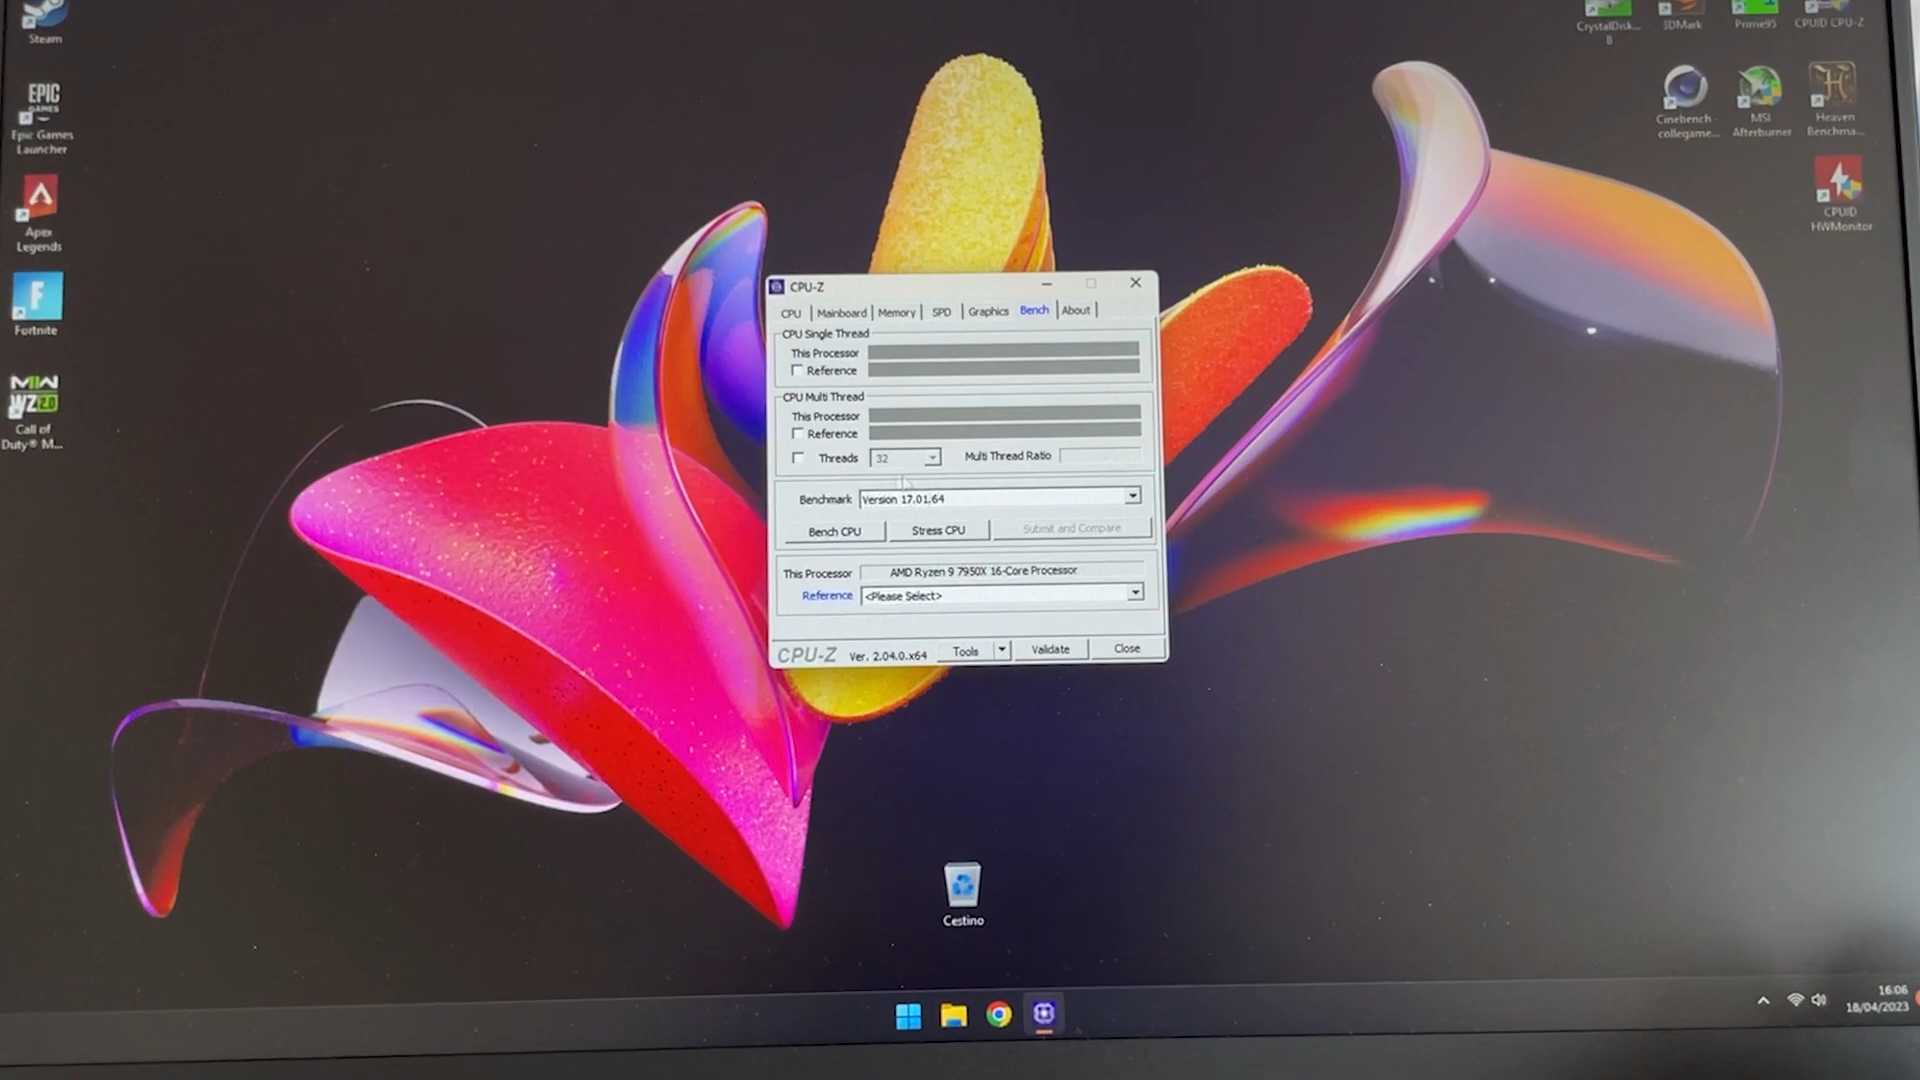 Steam
EPIC
GAMES
Epic Games
Launcher
Apex
Legends
F
Fortnite
MW
WZ 2.0
Call of
Duty® M...
CrystalDisk...
8
3DMark
Prime95
CPUID CPU-Z
Cinebench -
collegame...
MSI
Afterburner
Heaven
Benchma...
CPUID
HWMonitor
CPU-Z
CPU
Mainboard
Memory
SPD
Graphics
Bench
About
CPU Single Thread
This Processor
Reference
CPU Multi Thread
This Processor
Reference
Threads
32
Multi Thread Ratio
Benchmark
Version 17.01.64
Bench CPU
Stress CPU
Submit and Compare
This Processor
AMD Ryzen 9 7950X 16-Core Processor
Reference
<Please Select>
CPU-Z
Ver. 2.04.0.x64
Tools
Validate
Close
Cestino
16:06
18/04/2023